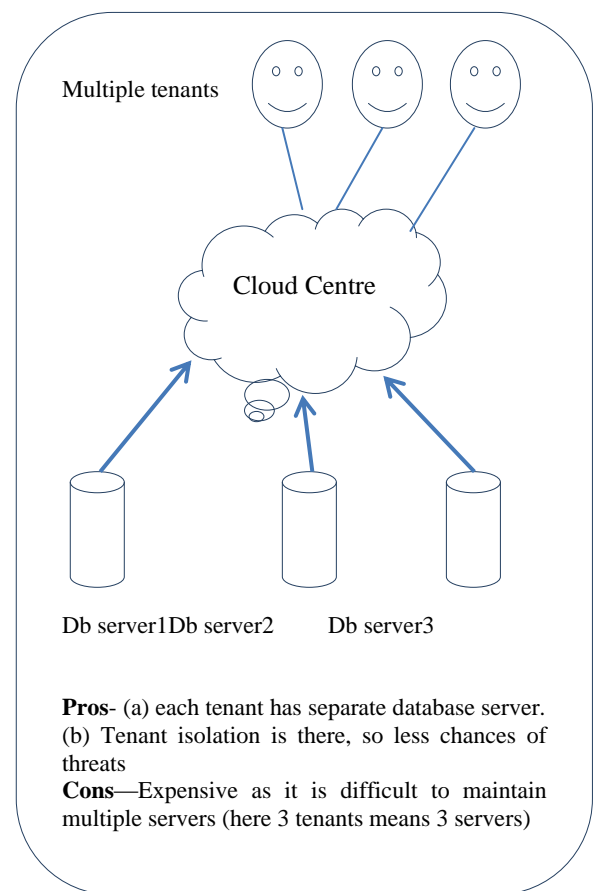 Multiple tenants
Cloud Centre
Db server1Db server2 Db server3
Pros- (a) each tenant has separate database server.
(b) Tenant isolation is there, so less chances of
threats
Cons—Expensive as it is difficult to maintain
multiple servers (here 3 tenants means 3 servers)